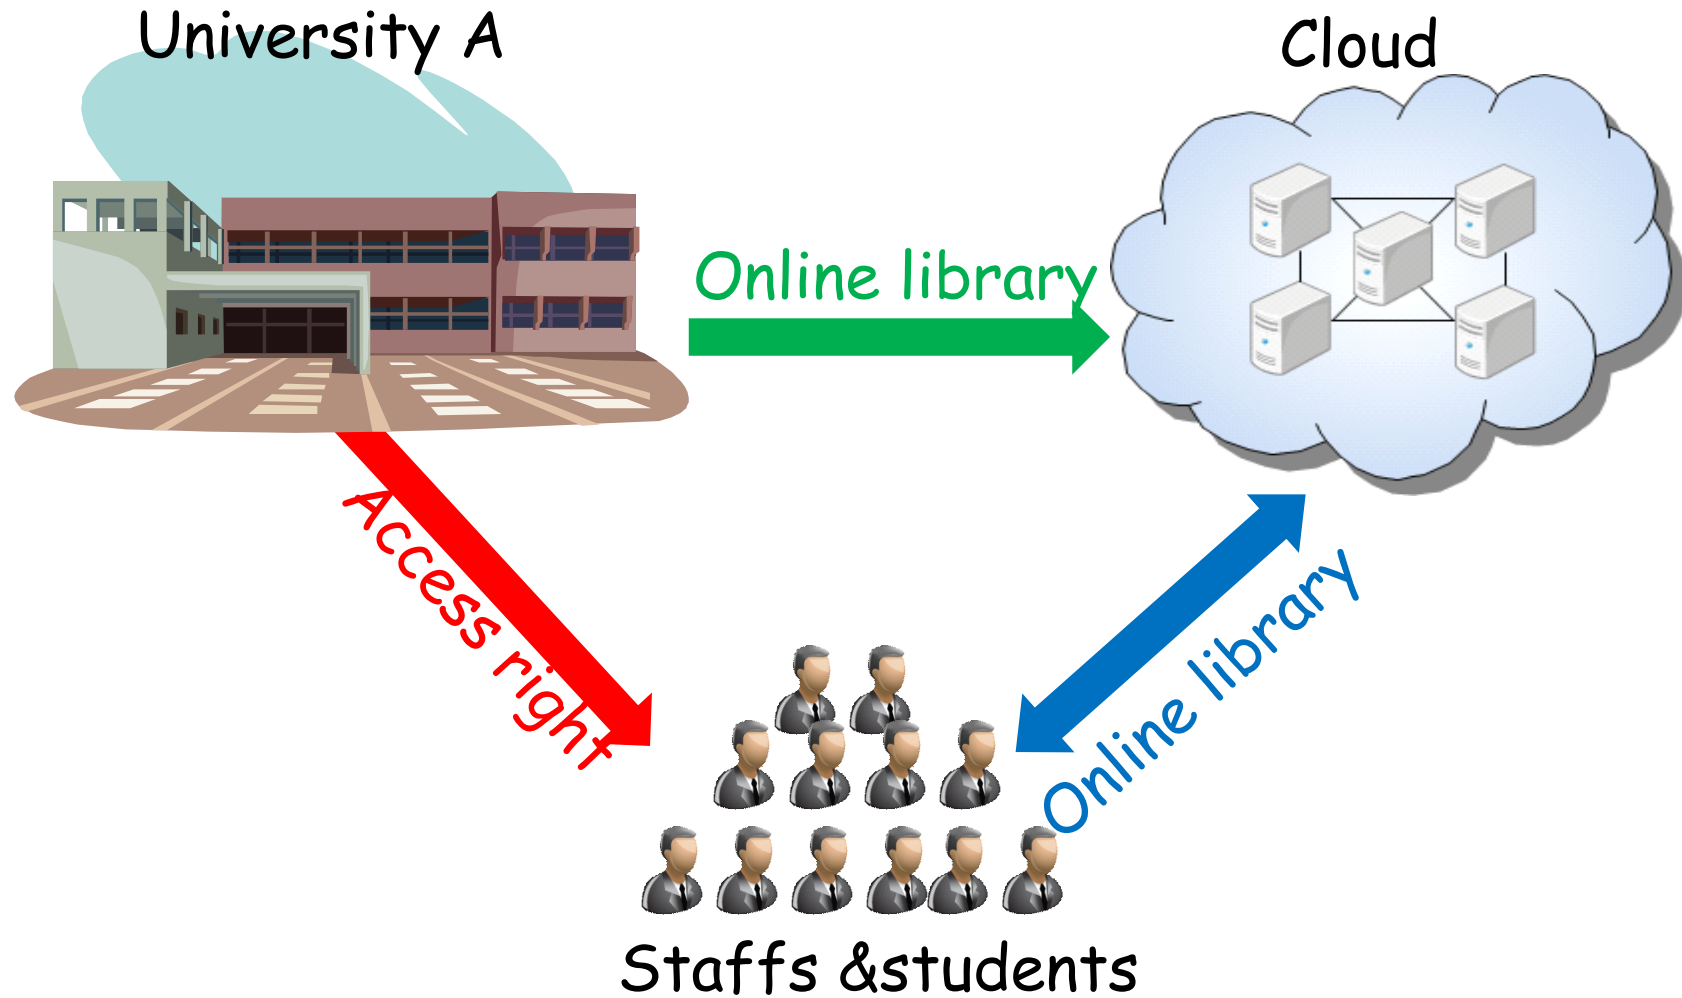 University A
Cloud
Online library
Access right
Online library
Staffs &students